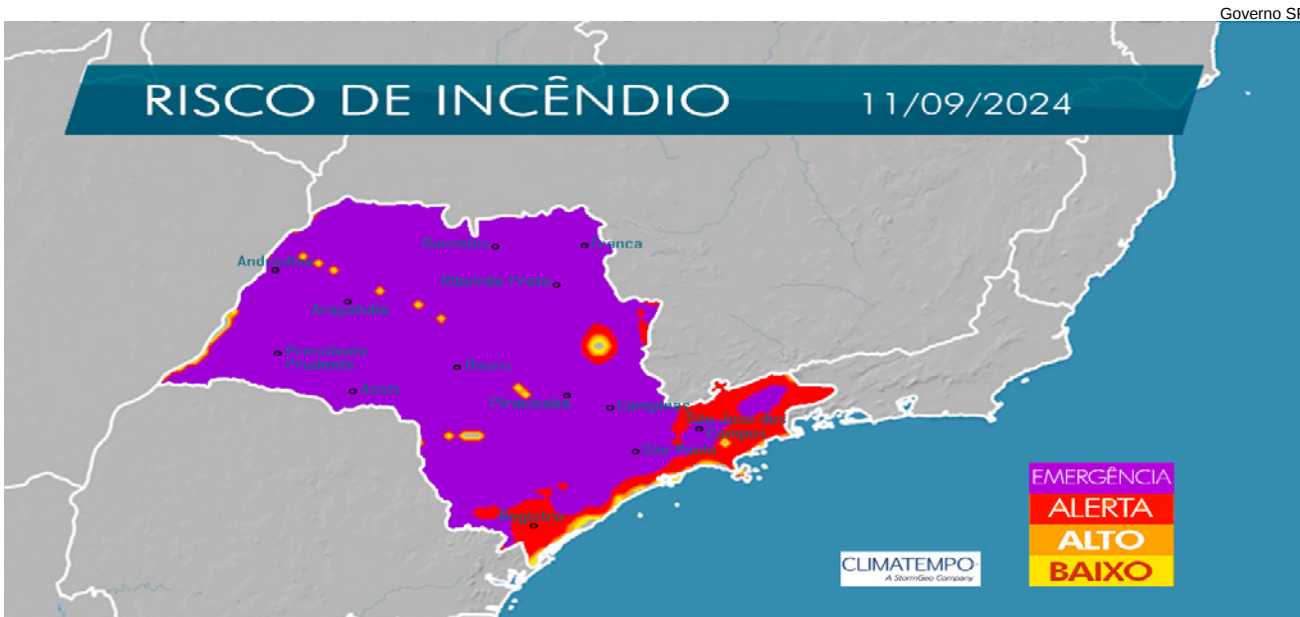 Governo SP
RISCO DE INCÊNDIO
11/09/2024
Barretos
Franca
Andradina
Ribeirão Preto
Araçatuba
Presidente
Prudente
Bauru
Assis
Piracicaba
Campinas
São José dos
Campos
São Paulo
Registro
EMERGÊNCIA
ALERTA
ALTO
BAIXO
CLIMATEMPO
A StormGeo Company